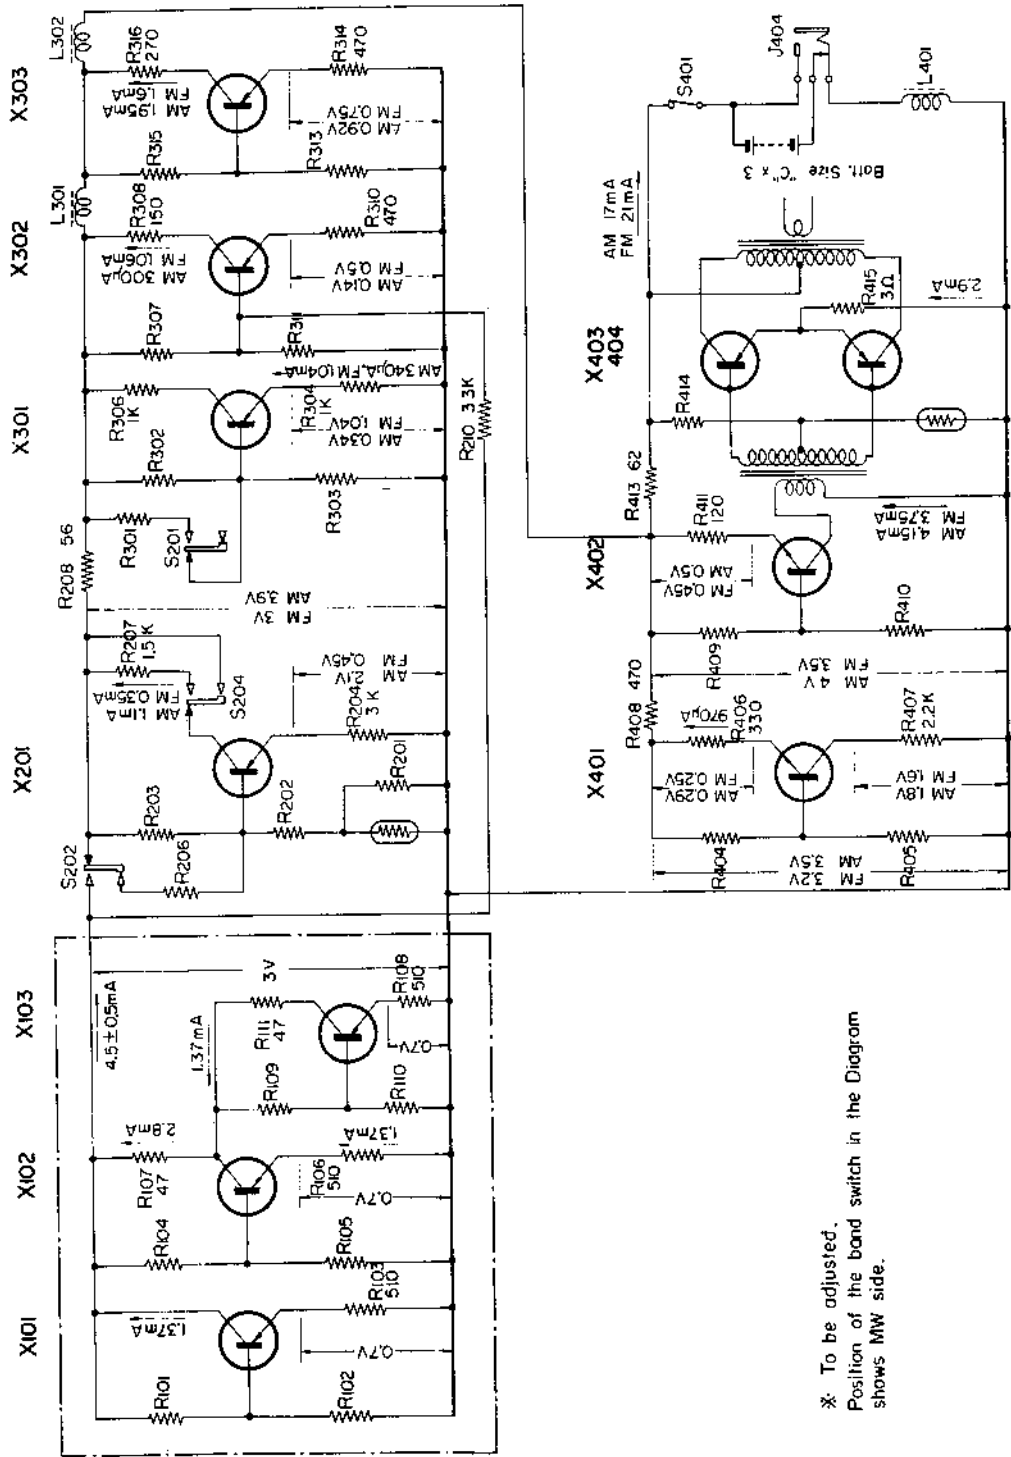 X101
X102
X103
X201
X301
X302
X303
R101
R102
1.37mA
0.7V
R103
510
R104
R105
R107
47
2.8mA
R106
510
1.37mA
0.7V
4.5±0.5mA
1.37mA
R109
R110
R111
47
3V
R108
510
0.7V
S202
R206
R203
R202
R201
AM 1.1mA
FM 0.35mA
R207
1.5K
S204
AM 2.1V
FM 0.45V
R204
3K
R208 56
FM 3V
AM 3.9V
R301
S201
R302
R303
R306
1K
R304
1K
AM 0.34V
FM 1.04V
AM 340μA, FM 1.04mA
R210 3.3K
R307
R311
AM 300μA
FM 1.06mA
R308
150
L301
AM 0.14V
FM 0.5V
R310
470
R315
R313
AM 1.95mA
FM 1.6mA
R316
270
L302
AM 0.92V
FM 0.75V
R314
470
X401
X402
X403
404
R404
R405
FM 3.2V
AM 3.5V
AM 0.29V
FM 0.25V
970μA
R406
330
AM 1.8V
FM 1.6V
R407
2.2K
R408 470
R409
R410
AM 4V
FM 3.5V
AM 0.5V
FM 0.45V
R411
120
AM 4.15mA
FM 3.75mA
R413 62
R414
R415
3Ω
2.9mA
AM 17mA
FM 21mA
Batt. Size "C" x 3
S401
J404
L401
※ To be adjusted.
Position of the band switch in the Diagram
shows MW side.